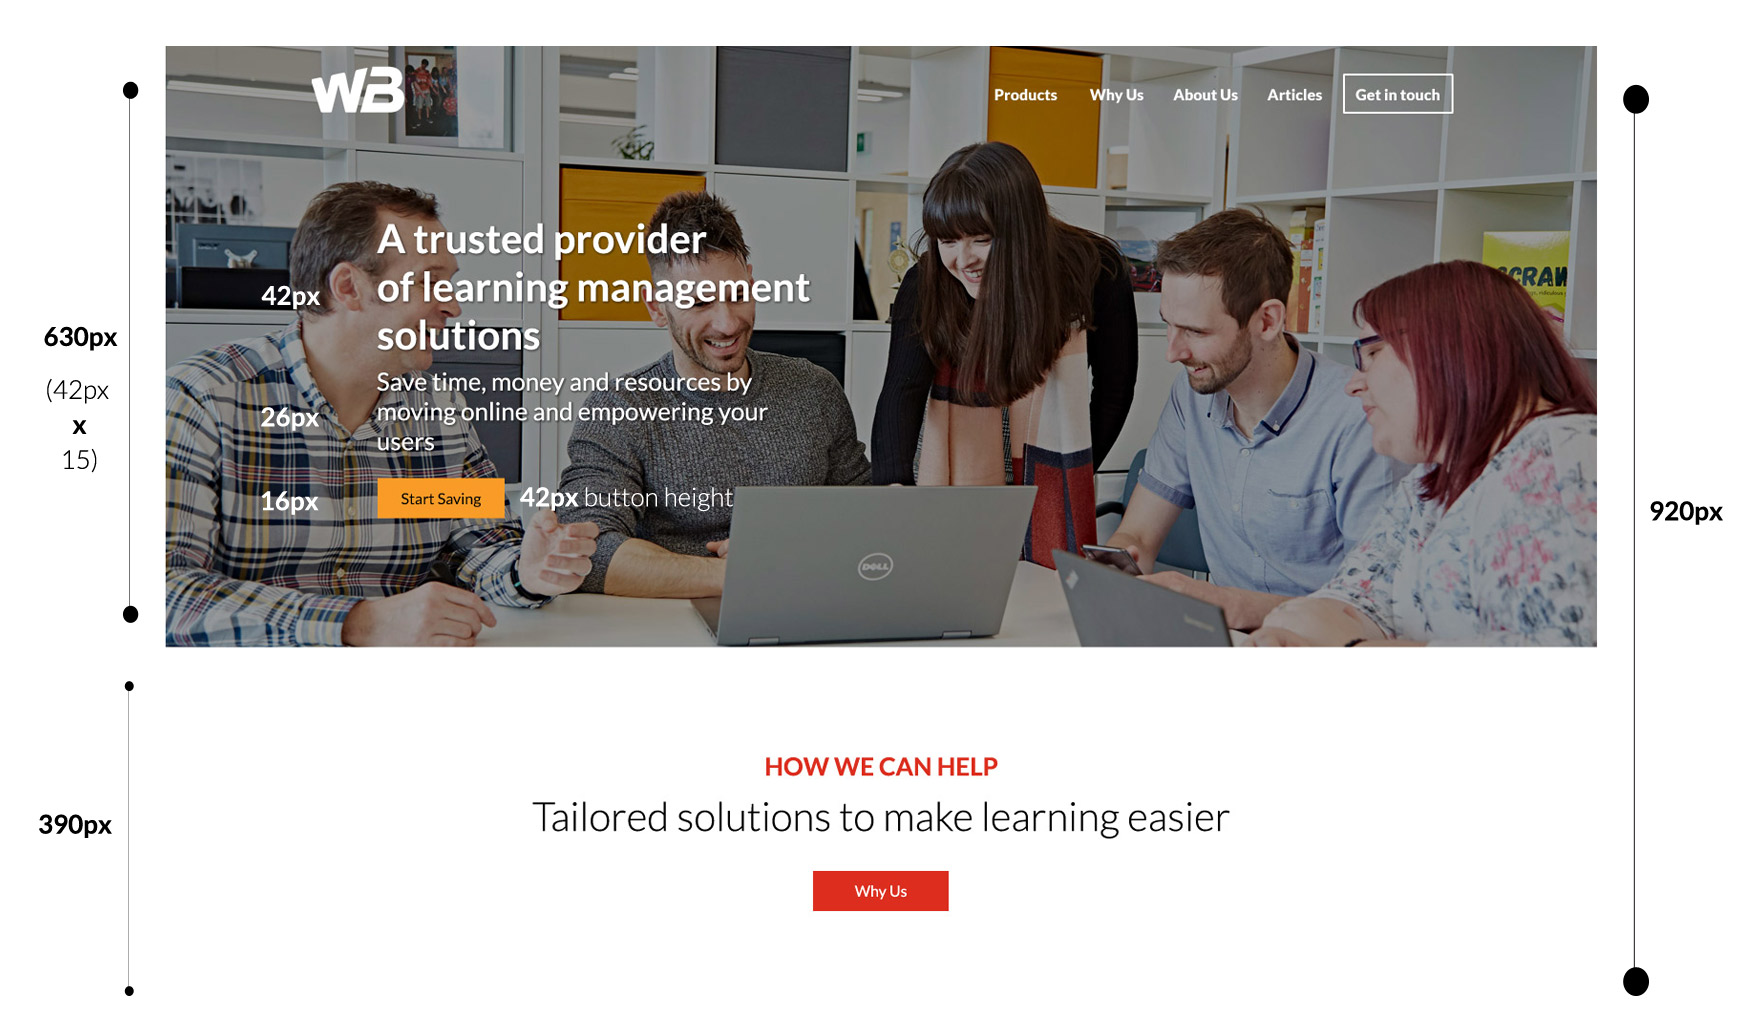 WB
Products Why Us About Us Articles Get in touch
A trusted provider
of learning management
solutions
42px
Save time, money and resources by
moving online and empowering your
users
26px
16px
Start Saving
42px button height
DELL
630px
(42px
x
15)
920px
HOW WE CAN HELP
Tailored solutions to make learning easier
390px
Why Us